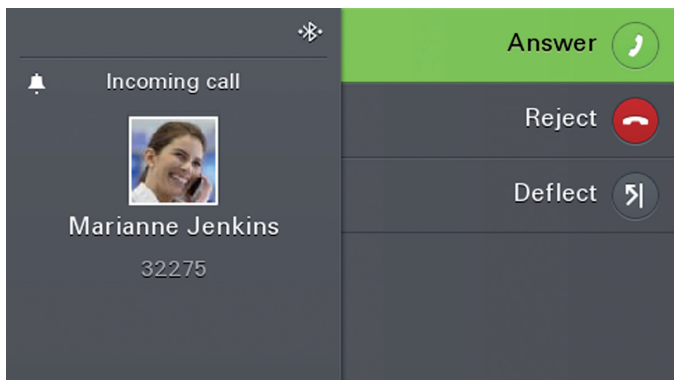 Incoming call
Marianne Jenkins
32275
Answer
Reject
Deflect